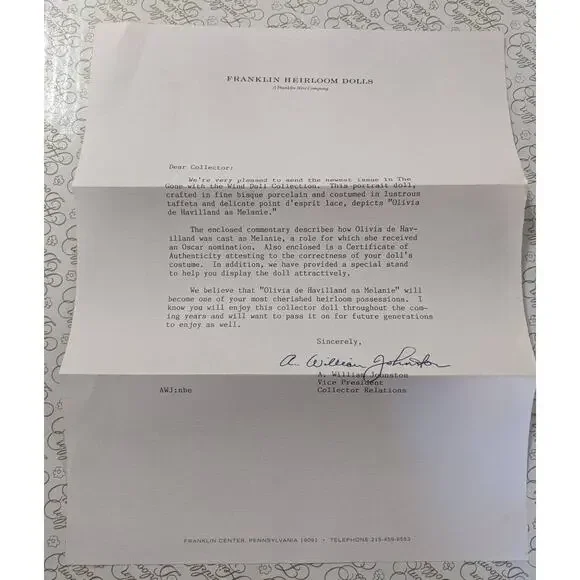 FRANKLIN HEIRLOOM DOLLS
A Franklin Mint Company
Dear Collector:
We're very pleased to send the newest issue in The
Gone with the Wind Doll Collection. This portrait doll,
crafted in fine bisque porcelain and costumed in lustrous
taffeta and delicate point d'esprit lace, depicts "Olivia
de Havilland as Melanie."
The enclosed commentary describes how Olivia de Hav-
illand was cast as Melanie, a role for which she received
an Oscar nomination. Also enclosed is a Certificate of
Authenticity attesting to the correctness of your doll's
costume. In addition, we have provided a special stand
to help you display the doll attractively.
We believe that "Olivia de Havilland as Melanie" will
become one of your most cherished heirloom possessions. I
know you will enjoy this collector doll throughout the com-
ing years and will want to pass it on for future generations
to enjoy as well.
Sincerely,
A. William Johnston
A. William Johnston
Vice President
AWJ:nbe Collector Relations
FRANKLIN CENTER, PENNSYLVANIA 19091 • TELEPHONE 215-459-6553